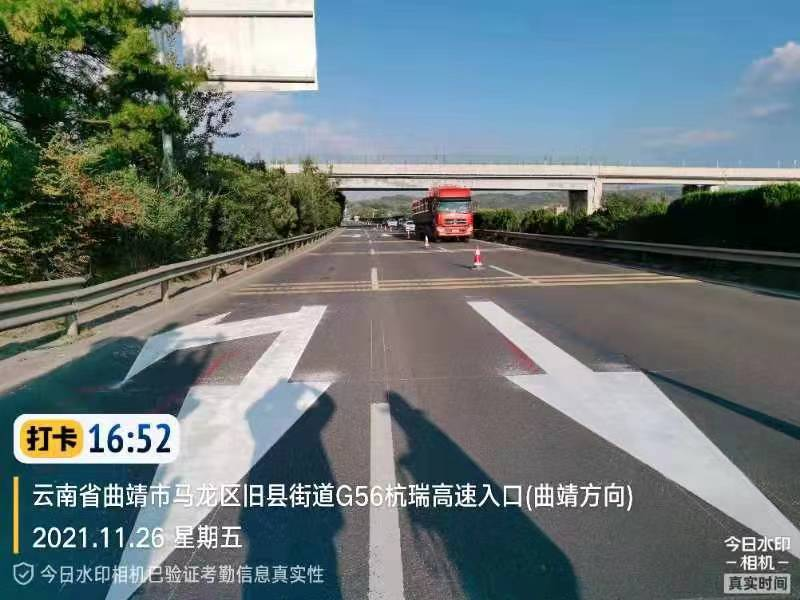 打卡 16:52
云南省曲靖市马龙区旧县街道G56杭瑞高速入口(曲靖方向)
2021.11.26 星期五
今日水印相机已验证考勤信息真实性
今日水印
相机
真实时间